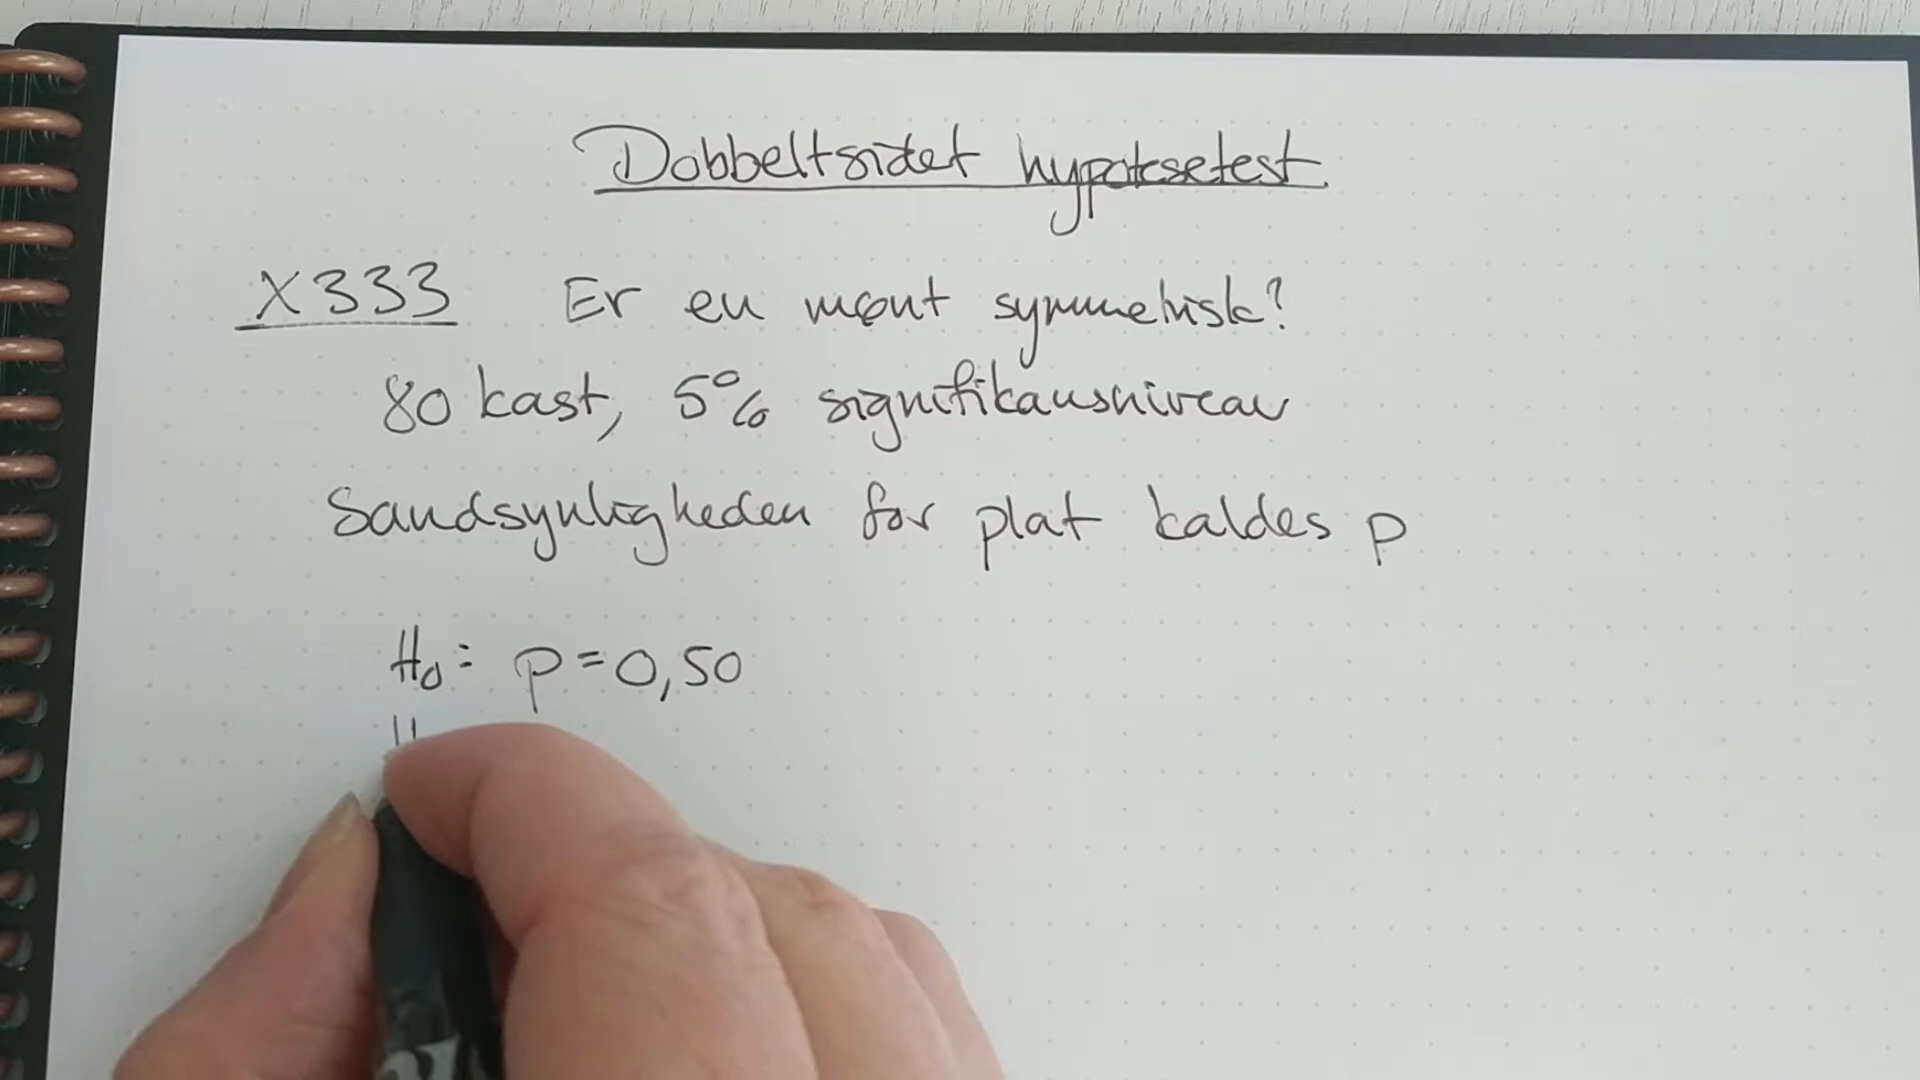 Dobbeltsidet hypotesetest
X333 Er en mønt symmetrisk?
80 kast, 5% signifikansniveau
Sandsynligheden for plat kaldes p
H₀: p=0,50
H